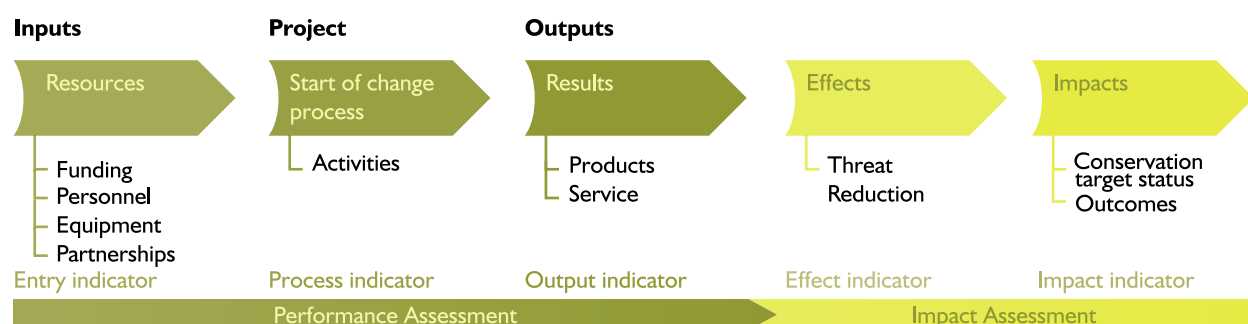 Inputs
Project
Outputs
Resources
Start of change
process
Results
Effects
Impacts
Funding
Personnel
Equipment
Partnerships
Activities
Products
Service
Threat
Reduction
Conservation
target status
Outcomes
Entry indicator
Process indicator
Output indicator
Effect indicator
Impact indicator
Performance Assessment
Impact Assessment